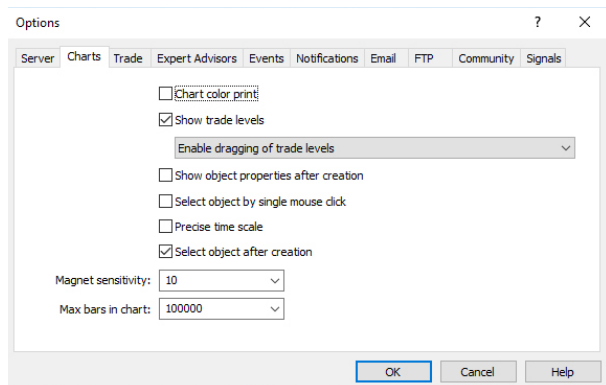 Options ?
Server Charts Trade Expert Advisors Events Notifications Email FTP Community Signals
Chart color print
Show trade levels
Enable dragging of trade levels
Show object properties after creation
Select object by single mouse click
Precise time scale
Select object after creation
Magnet sensitivity: 10
Max bars in chart: 100000
OK Cancel Help